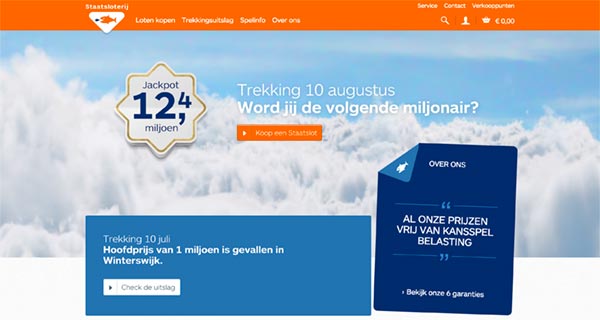 Staatsloterij
Service Contact Verkooppunten
Loten kopen Trekkingsuitslag Spelinfo Over ons
€ 0,00
Jackpot
12,4
miljoen
Trekking 10 augustus
Word jij de volgende miljonair?
Koop een Staatslot
OVER ONS
“
AL ONZE PRIJZEN
VRIJ VAN KANSSPEL
BELASTING
”
› Bekijk onze 6 garanties
Trekking 10 juli
Hoofdprijs van 1 miljoen is gevallen in
Winterswijk.
Check de uitslag